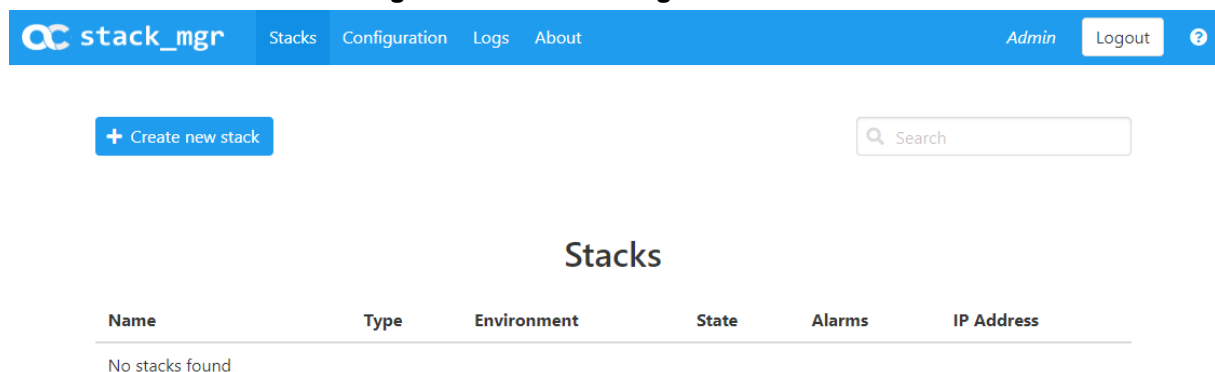 stack_mgr Stacks Configuration Logs About Admin Logout ?
+ Create new stack Search
Stacks
Name Type Environment State Alarms IP Address
No stacks found